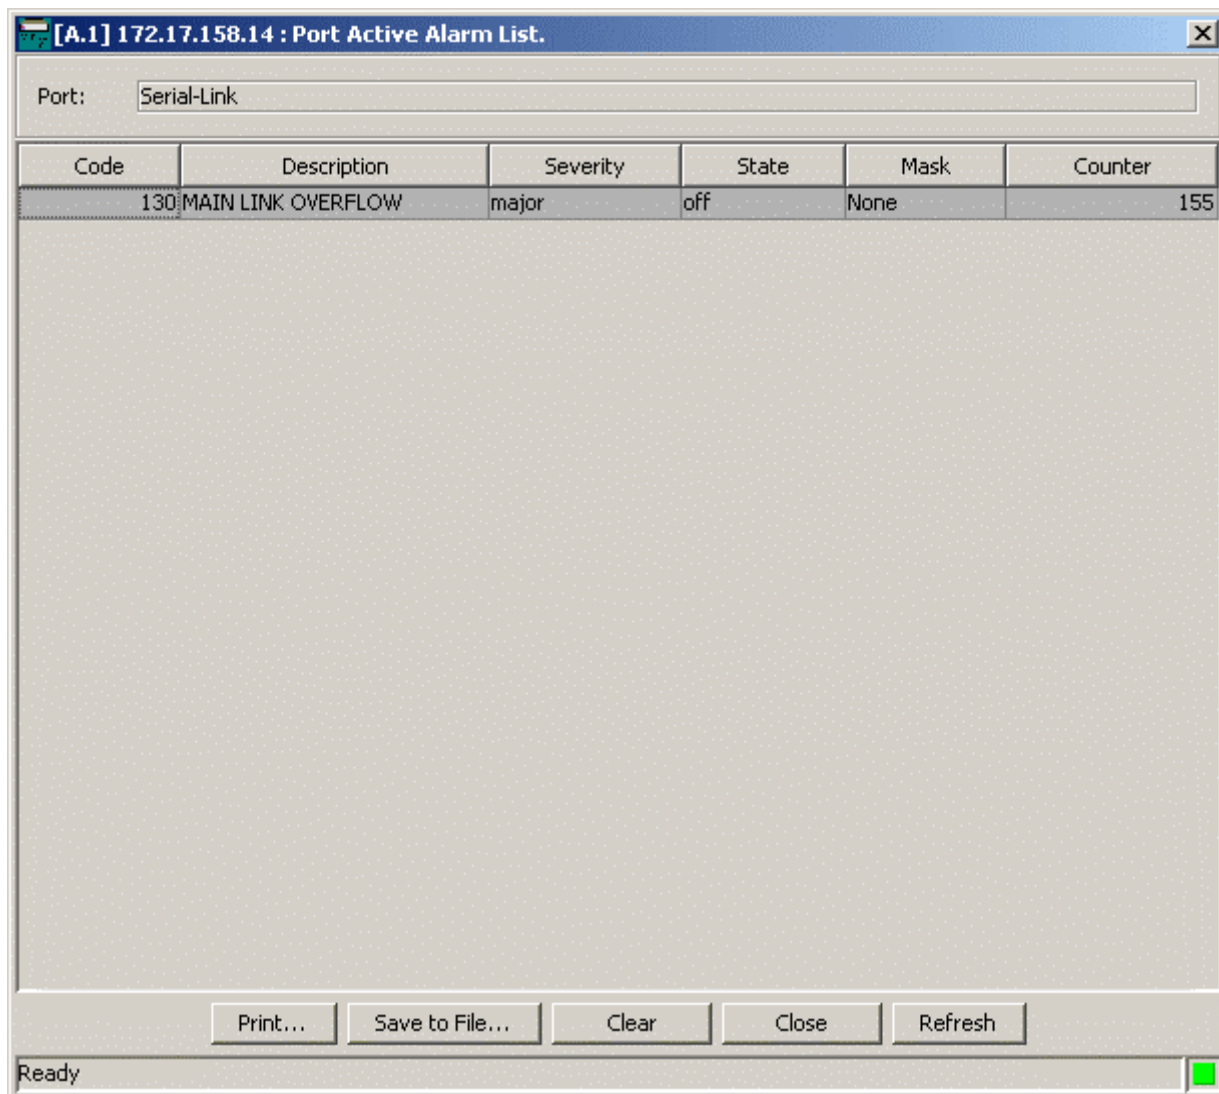 [A.1] 172.17.158.14 : Port Active Alarm List.
Port: Serial-Link
Code Description Severity State Mask Counter
130 MAIN LINK OVERFLOW major off None 155
Print... Save to File... Clear Close Refresh
Ready